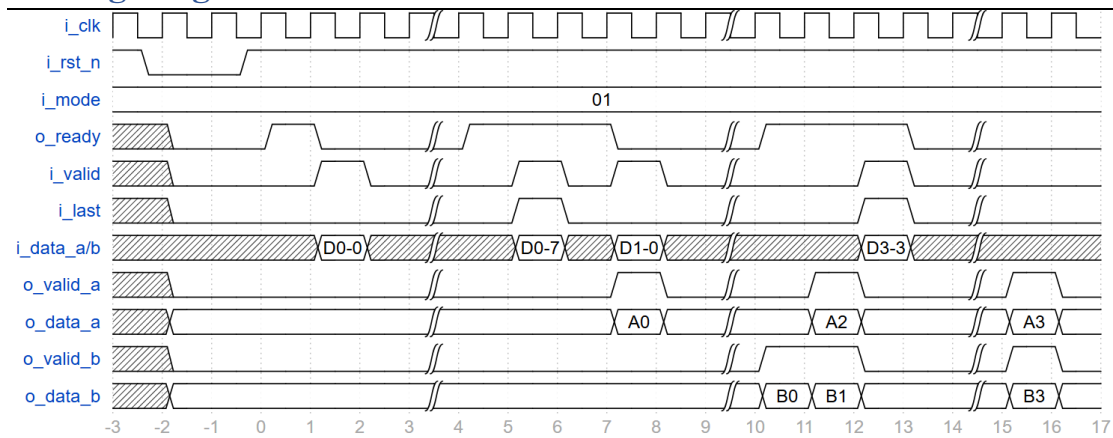 i_clk
i_rst_n
i_mode 01
o_ready
i_valid
i_last
i_data_a/b D0-0 D0-7 D1-0 D3-3
o_valid_a
o_data_a A0 A2 A3
o_valid_b
o_data_b B0 B1 B3
-3 -2 -1 0 1 2 3 4 5 6 7 8 9 10 11 12 13 14 15 16 17